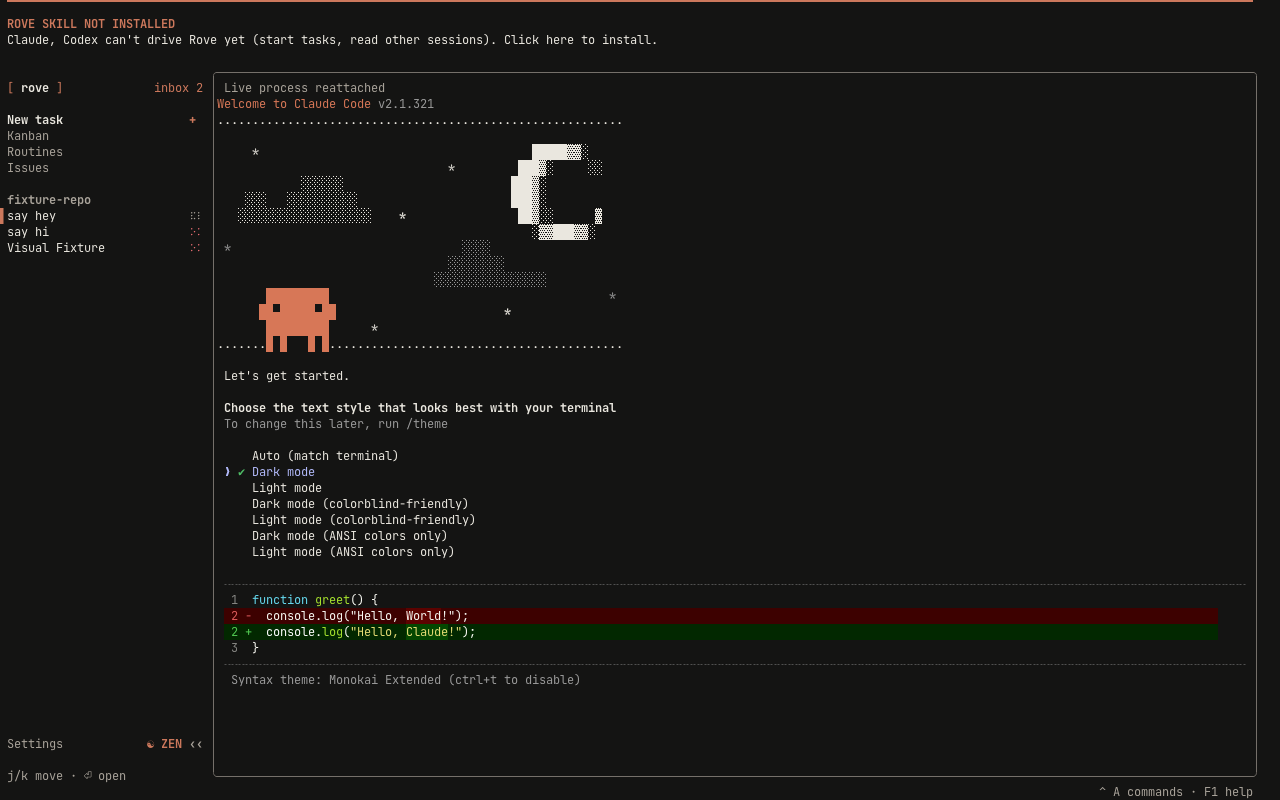 ROVE SKILL NOT INSTALLED
Claude, Codex can't drive Rove yet (start tasks, read other sessions). Click here to install.
[ rove ] inbox 2
New task +
Kanban
Routines
Issues
fixture-repo
say hey
say hi
Visual Fixture
Settings ☯ ZEN ‹‹
j/k move · ⏎ open
Live process reattached
Welcome to Claude Code v2.1.321
Let's get started.
Choose the text style that looks best with your terminal
To change this later, run /theme
Auto (match terminal)
❯ ✔ Dark mode
Light mode
Dark mode (colorblind-friendly)
Light mode (colorblind-friendly)
Dark mode (ANSI colors only)
Light mode (ANSI colors only)
1 function greet() {
2 - console.log("Hello, World!");
2 + console.log("Hello, Claude!");
3 }
Syntax theme: Monokai Extended (ctrl+t to disable)
^ A commands · F1 help